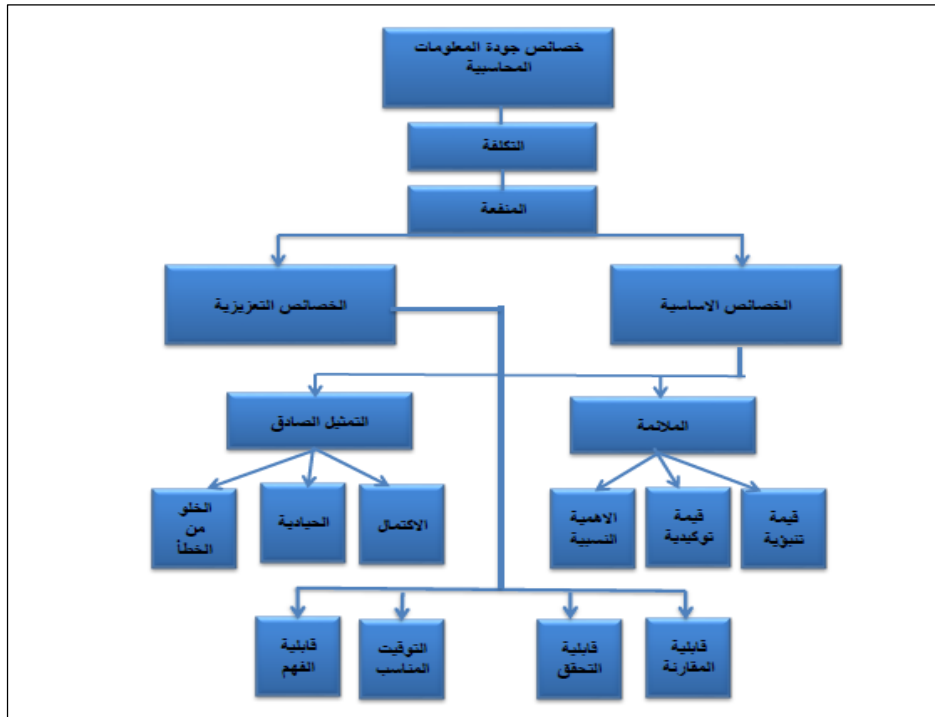 خصائص جودة المعلومات
المحاسبية
التكلفة
المنفعة
الخصائص الاساسية
الخصائص التعزيزية
الملائمة
التمثيل الصادق
قيمة
تنبؤية
قيمة
توكيدية
الاهمية
النسبية
الاكتمال
الحيادية
الخلو
من
الخطأ
قابلية
المقارنة
قابلية
التحقق
التوقيت
المناسب
قابلية
الفهم